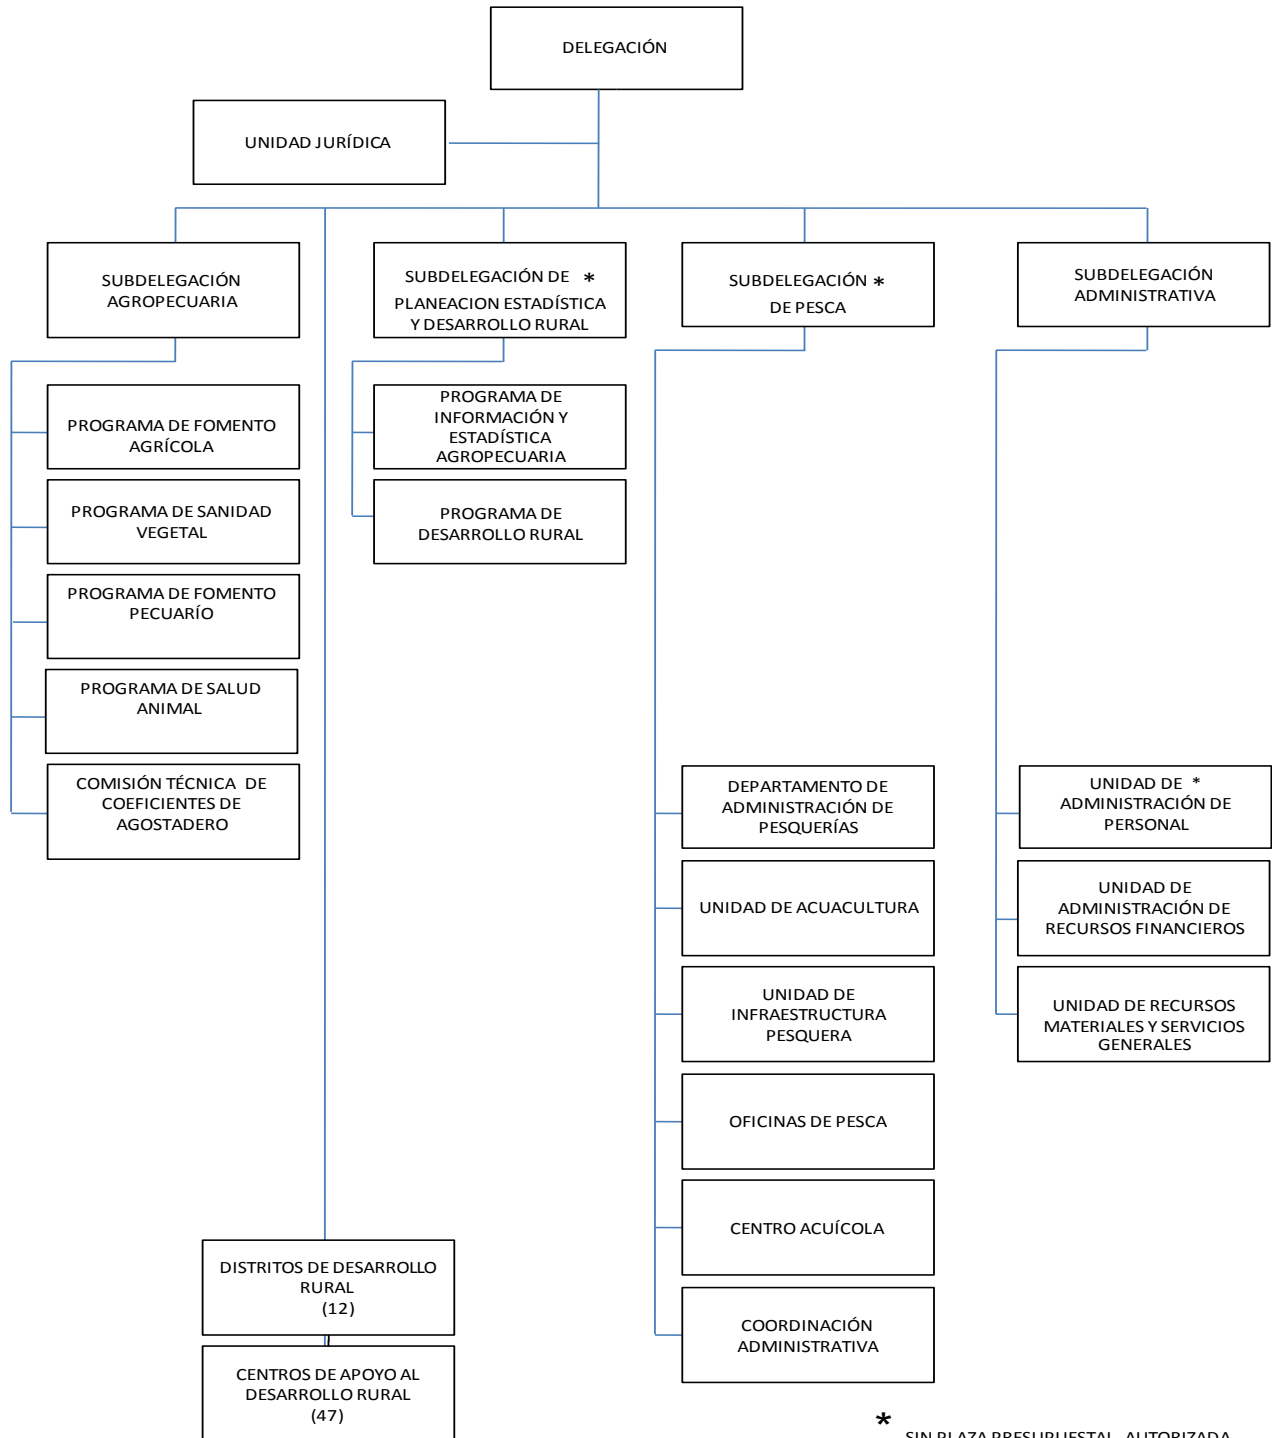 DELEGACIÓN
UNIDAD JURÍDICA
SUBDELEGACIÓN
AGROPECUARIA
SUBDELEGACIÓN DE *
PLANEACION ESTADÍSTICA
Y DESARROLLO RURAL
SUBDELEGACIÓN *
DE PESCA
SUBDELEGACIÓN
ADMINISTRATIVA
PROGRAMA DE FOMENTO
AGRÍCOLA
PROGRAMA DE SANIDAD
VEGETAL
PROGRAMA DE FOMENTO
PECUARÍO
PROGRAMA DE SALUD
ANIMAL
COMISIÓN TÉCNICA DE
COEFICIENTES DE
AGOSTADERO
PROGRAMA DE
INFORMACIÓN Y
ESTADÍSTICA
AGROPECUARIA
PROGRAMA DE
DESARROLLO RURAL
DEPARTAMENTO DE
ADMINISTRACIÓN DE
PESQUERÍAS
UNIDAD DE ACUACULTURA
UNIDAD DE
INFRAESTRUCTURA
PESQUERA
OFICINAS DE PESCA
CENTRO ACUÍCOLA
COORDINACIÓN
ADMINISTRATIVA
UNIDAD DE *
ADMINISTRACIÓN DE
PERSONAL
UNIDAD DE
ADMINISTRACIÓN DE
RECURSOS FINANCIEROS
UNIDAD DE RECURSOS
MATERIALES Y SERVICIOS
GENERALES
DISTRITOS DE DESARROLLO
RURAL
(12)
CENTROS DE APOYO AL
DESARROLLO RURAL
(47)
* SIN PLAZA PRESUPUESTAL AUTORIZADA